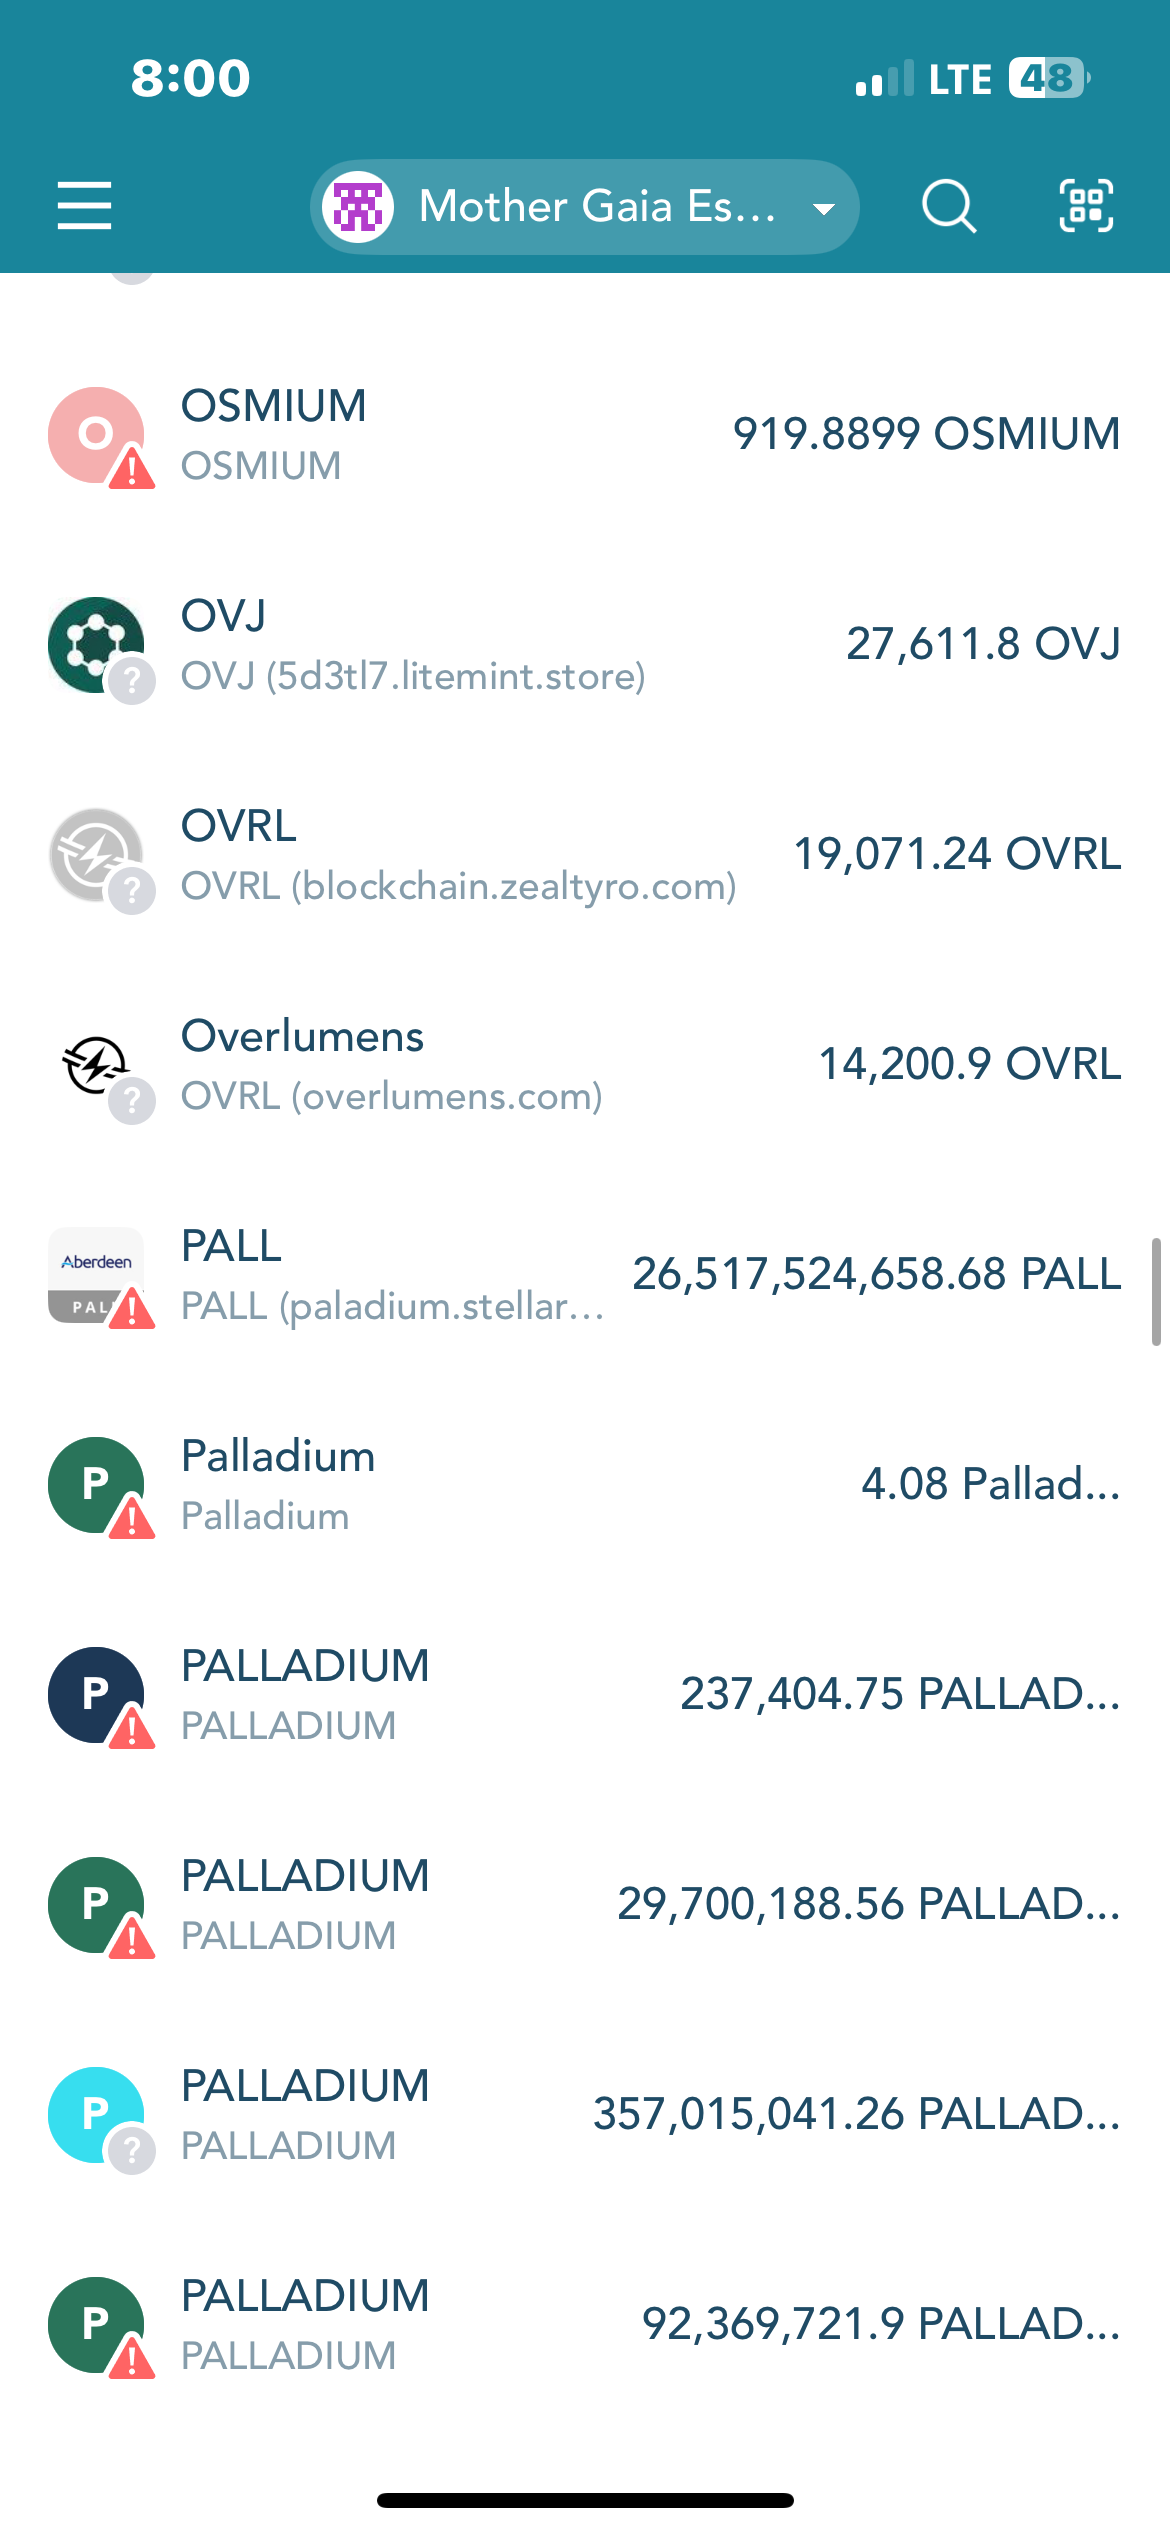 8:00
LTE 48
Mother Gaia Es...
O
OSMIUM
OSMIUM
919.8899 OSMIUM
OVJ
OVJ (5d3tl7.litemint.store)
27,611.8 OVJ
?
OVRL
OVRL (blockchain.zealtyro.com)
19,071.24 OVRL
?
Overlumens
OVRL (overlumens.com)
14,200.9 OVRL
?
Aberdeen
PAL
PALL
PALL (paladium.stellar...
26,517,524,658.68 PALL
P
Palladium
Palladium
4.08 Pallad...
P
PALLADIUM
PALLADIUM
237,404.75 PALLAD...
P
PALLADIUM
PALLADIUM
29,700,188.56 PALLAD...
P
?
PALLADIUM
PALLADIUM
357,015,041.26 PALLAD...
P
PALLADIUM
PALLADIUM
92,369,721.9 PALLAD...